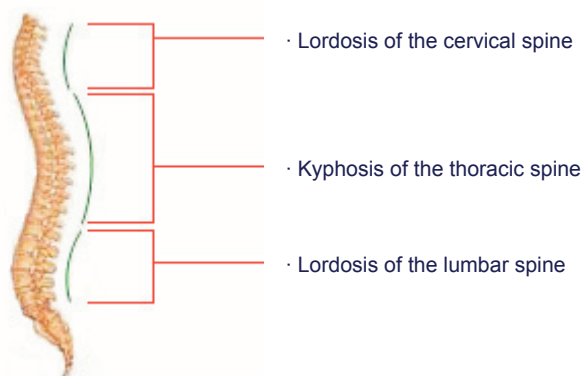 · Lordosis of the cervical spine
· Kyphosis of the thoracic spine
· Lordosis of the lumbar spine